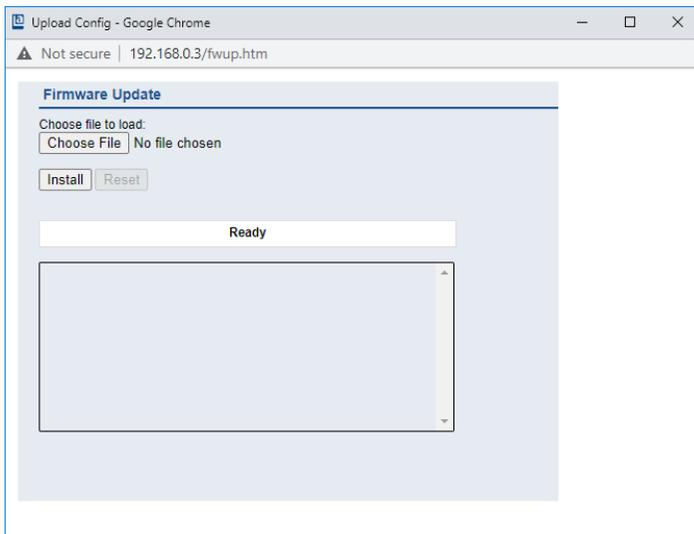 Upload Config - Google Chrome
Not secure | 192.168.0.3/fwup.htm
Firmware Update
Choose file to load:
Choose File No file chosen
Install Reset
Ready